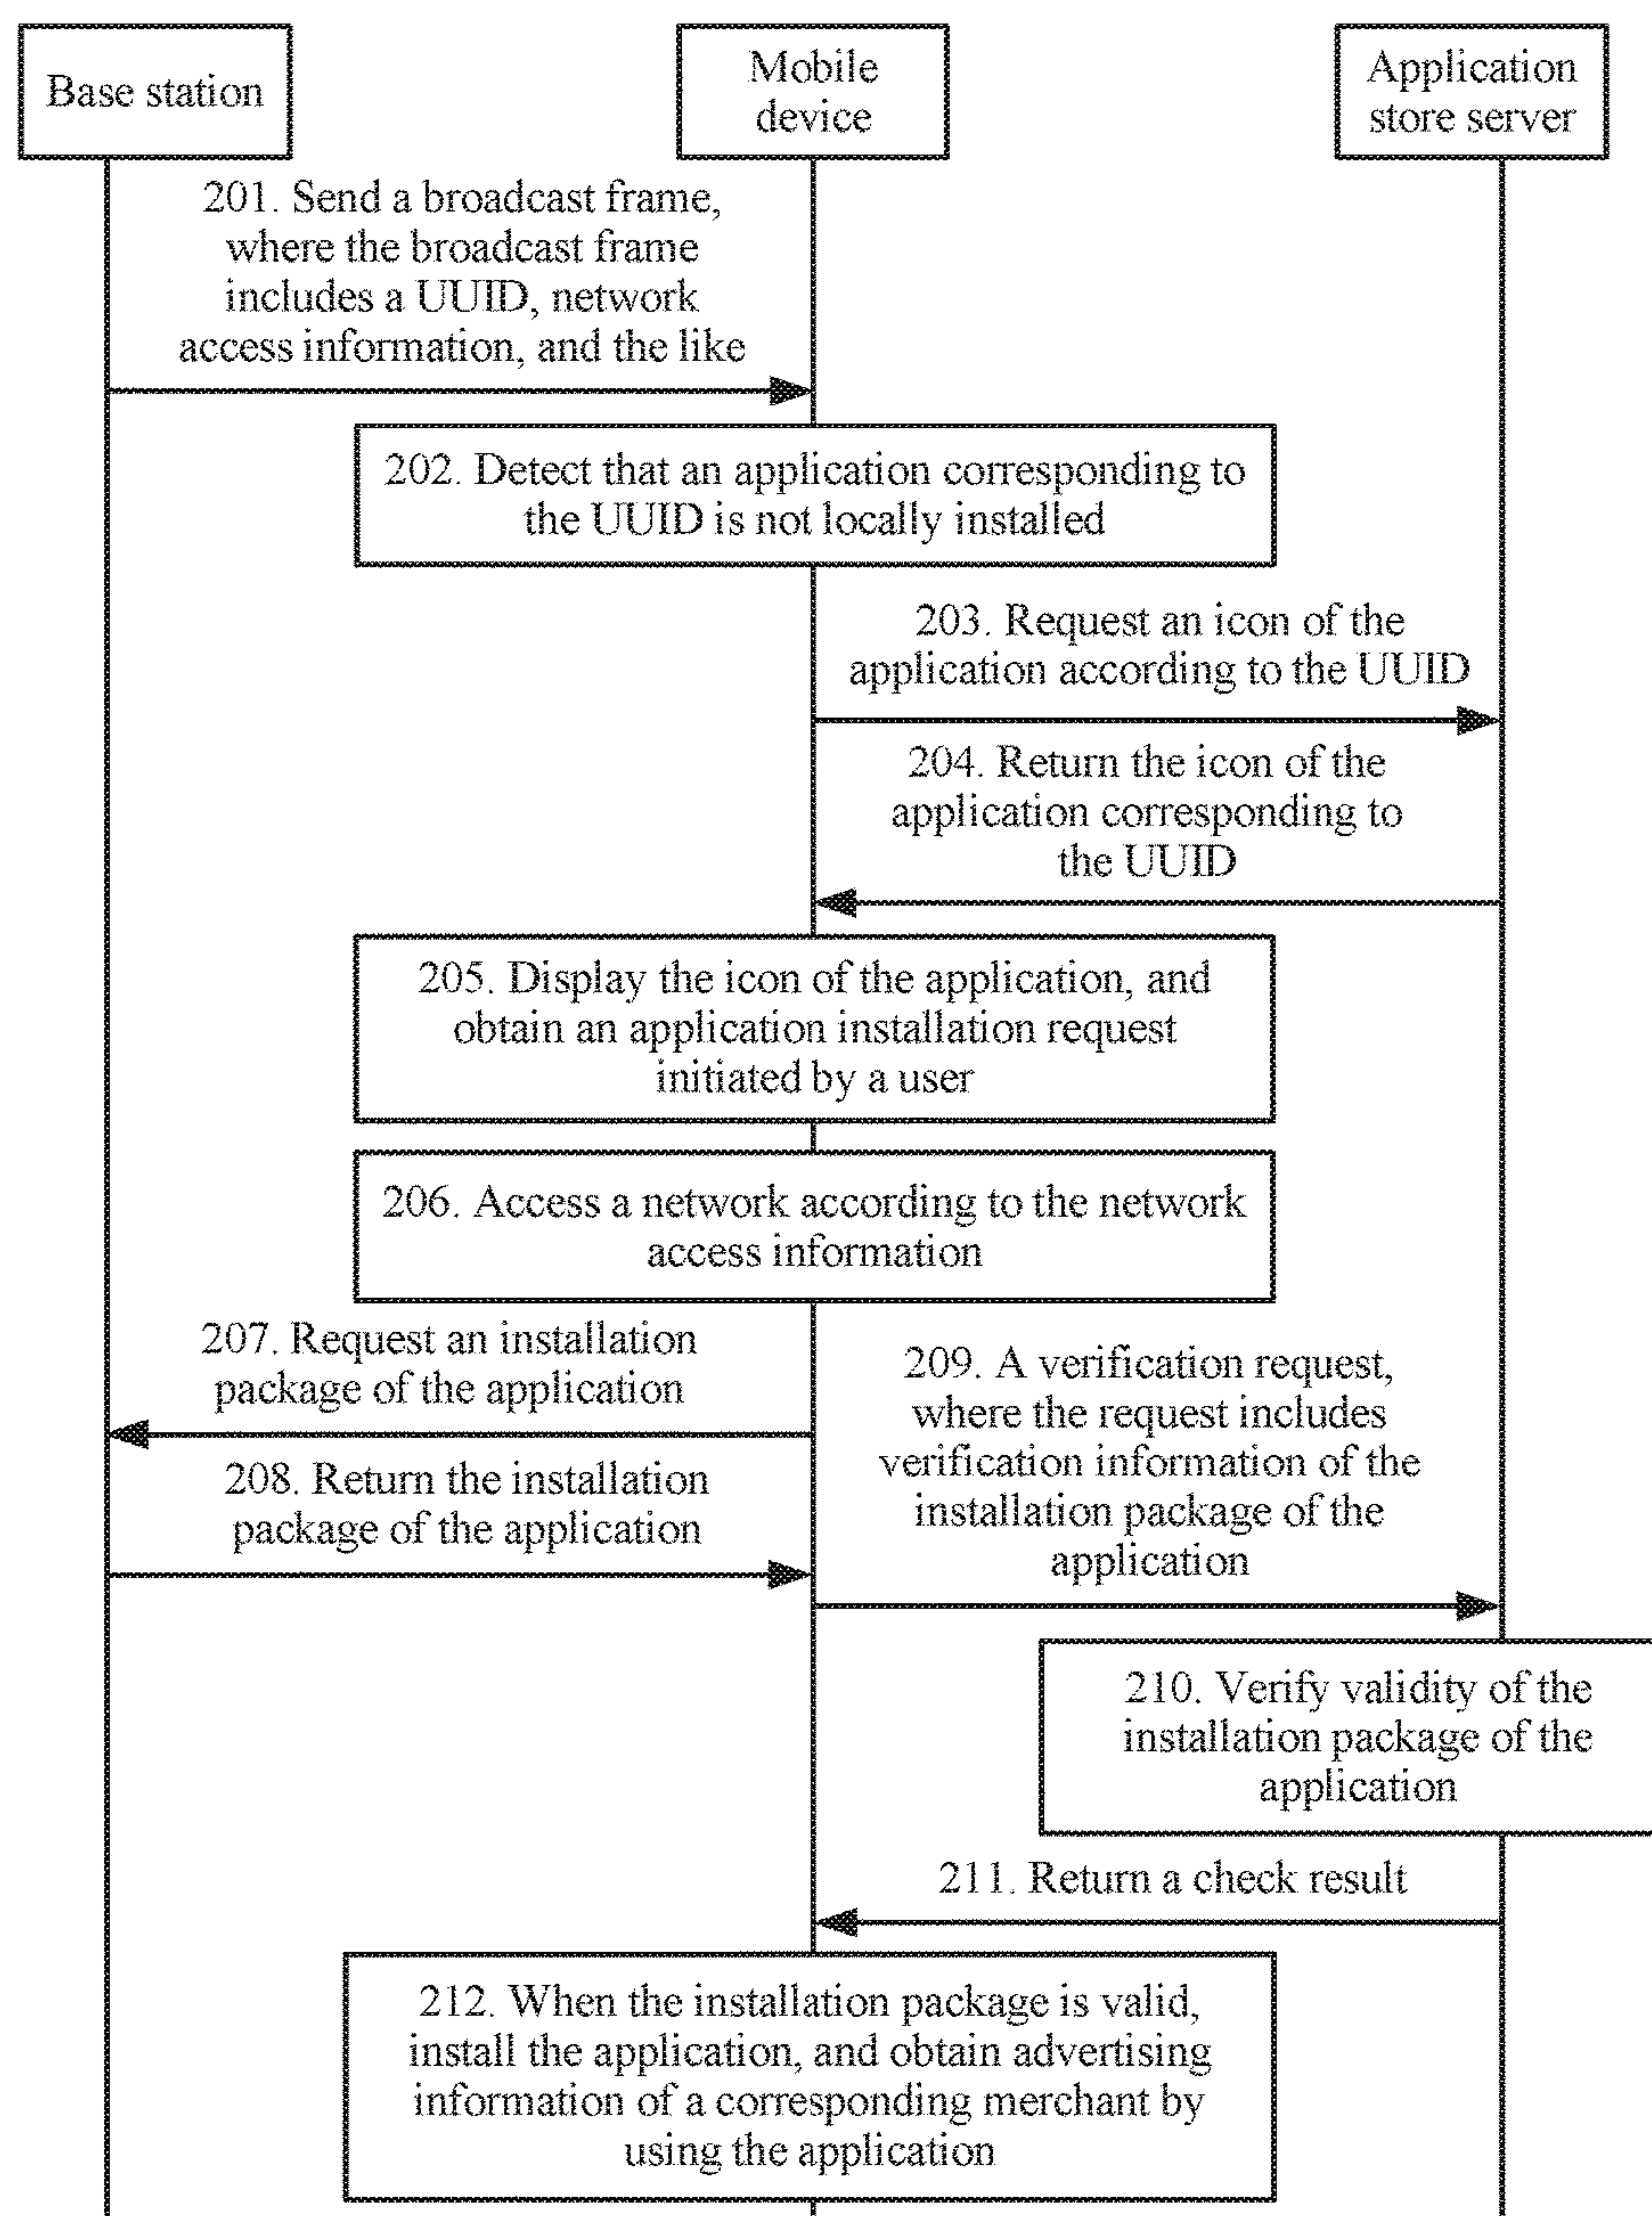 Base station
Mobile
device
Application
store server
201. Send a broadcast frame,
where the broadcast frame
includes a UUID, network
access information, and the like
202. Detect that an application corresponding to
the UUID is not locally installed
203. Request an icon of the
application according to the UUID
204. Return the icon of the
application corresponding to
the UUID
205. Display the icon of the application, and
obtain an application installation request
initiated by a user
206. Access a network according to the network
access information
207. Request an installation
package of the application
208. Return the installation
package of the application
209. A verification request,
where the request includes
verification information of the
installation package of the
application
210. Verify validity of the
installation package of the
application
211. Return a check result
212. When the installation package is valid,
install the application, and obtain advertising
information of a corresponding merchant by
using the application